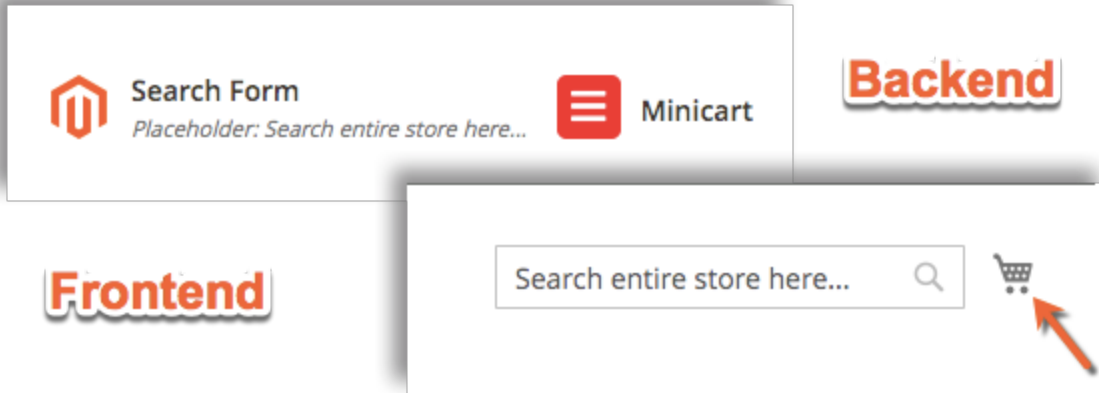 Search Form
Placeholder: Search entire store here...
Minicart
Backend
Frontend
Search entire store here...